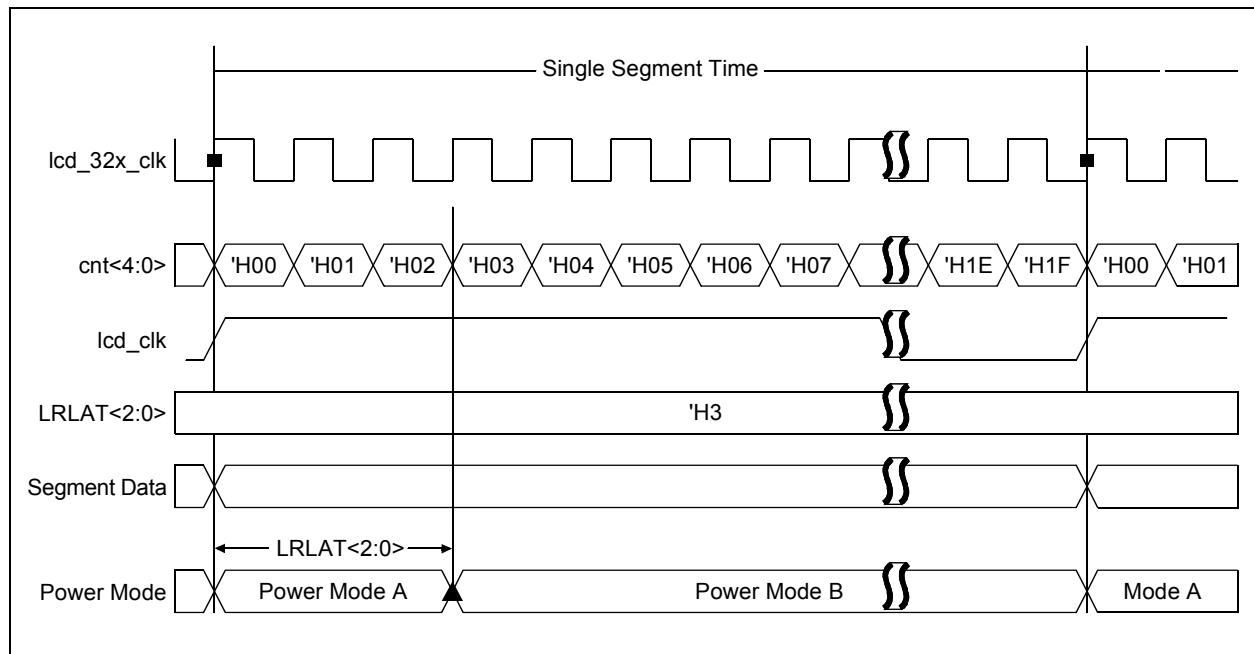 Single Segment Time
lcd_32x_clk
cnt<4:0> 'H00 'H01 'H02 'H03 'H04 'H05 'H06 'H07 'H1E 'H1F 'H00 'H01
lcd_clk
LRLAT<2:0> 'H3
Segment Data
LRLAT<2:0>
Power Mode Power Mode A Power Mode B Mode A